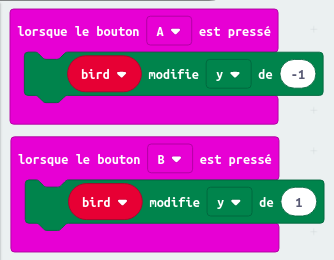 lorsque le bouton A est pressé
bird modifie y de -1
lorsque le bouton B est pressé
bird modifie y de 1